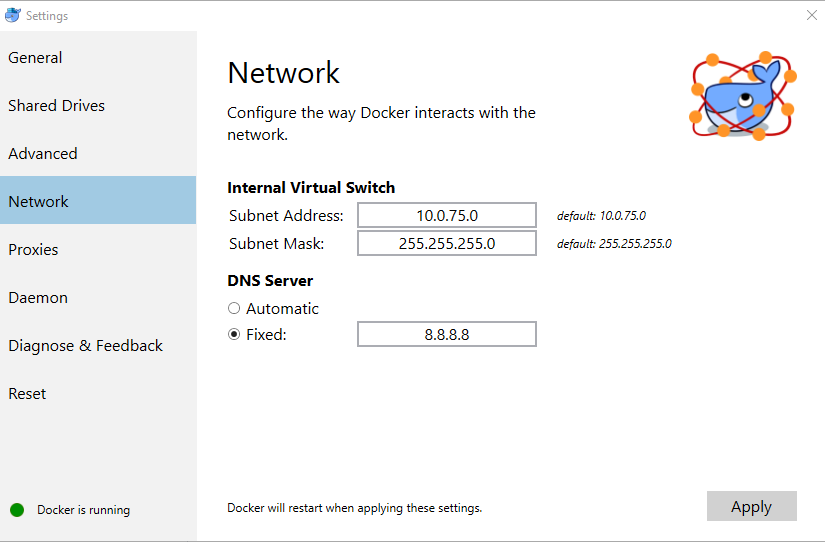 Settings
General
Shared Drives
Advanced
Network
Proxies
Daemon
Diagnose & Feedback
Reset
Docker is running
Network
Configure the way Docker interacts with the
network.
Internal Virtual Switch
Subnet Address: 10.0.75.0 default: 10.0.75.0
Subnet Mask: 255.255.255.0 default: 255.255.255.0
DNS Server
Automatic
Fixed: 8.8.8.8
Docker will restart when applying these settings.
Apply